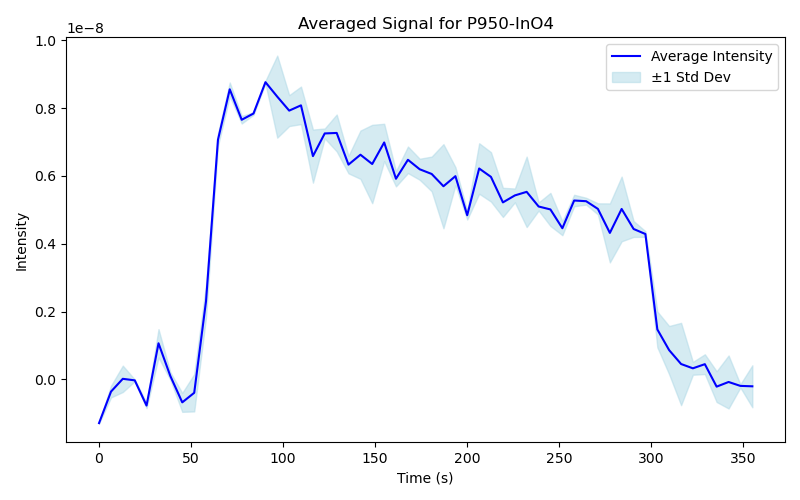 Averaged Signal for P950-InO4
1e−8
Average Intensity
±1 Std Dev
1.0
0.8
0.6
0.4
0.2
0.0
Intensity
0 50 100 150 200 250 300 350
Time (s)